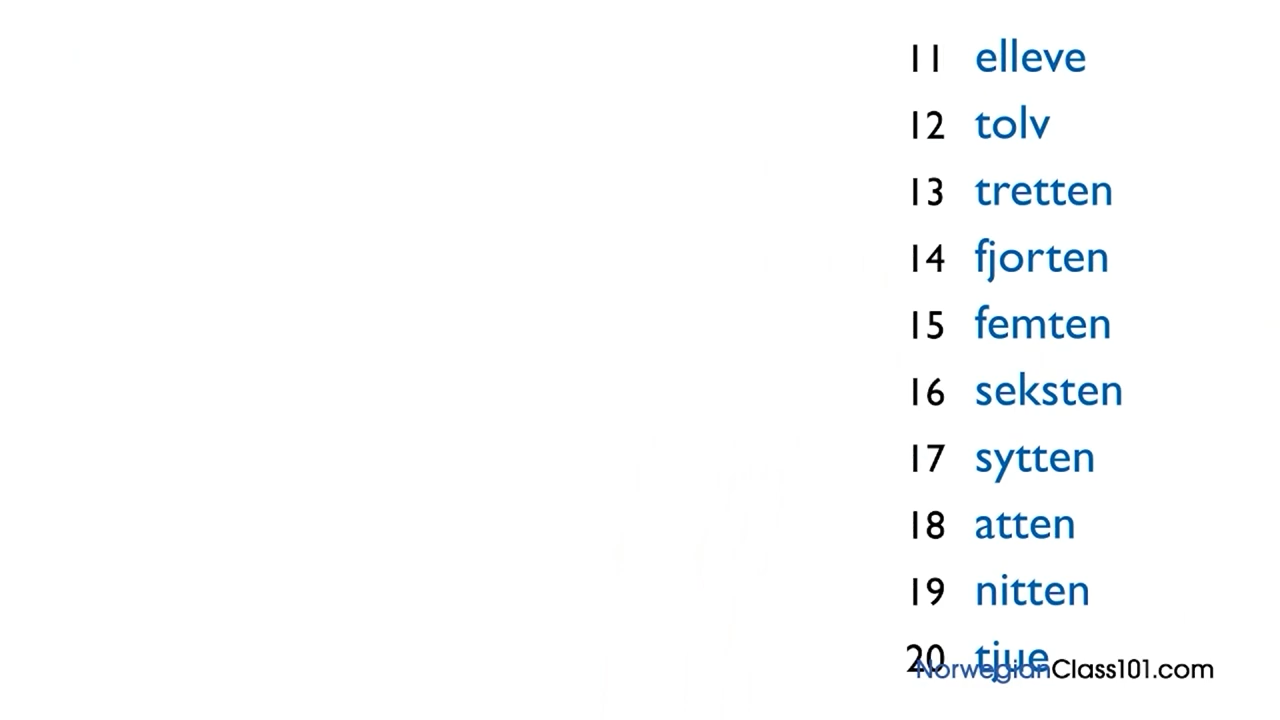 11 elleve
12 tolv
13 tretten
14 fjorten
15 femten
16 seksten
17 sytten
18 atten
19 nitten
20 tjue
NorwegianClass101.com